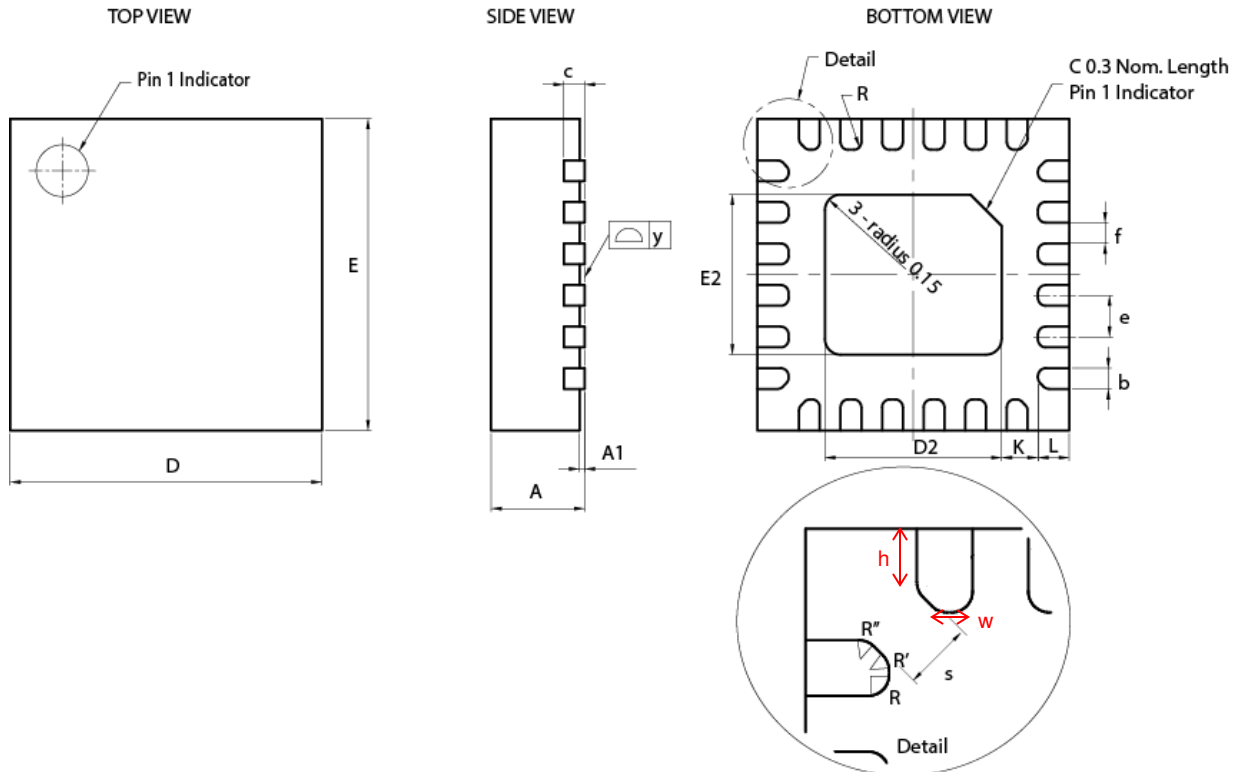 TOP VIEW
SIDE VIEW
BOTTOM VIEW
Pin 1 Indicator
c
Detail
R
C 0.3 Nom. Length
Pin 1 Indicator
E
y
E2
3 - radius 0.15
f
e
b
D
A1
A
D2
K
L
h
w
R"
R'
s
R
Detail